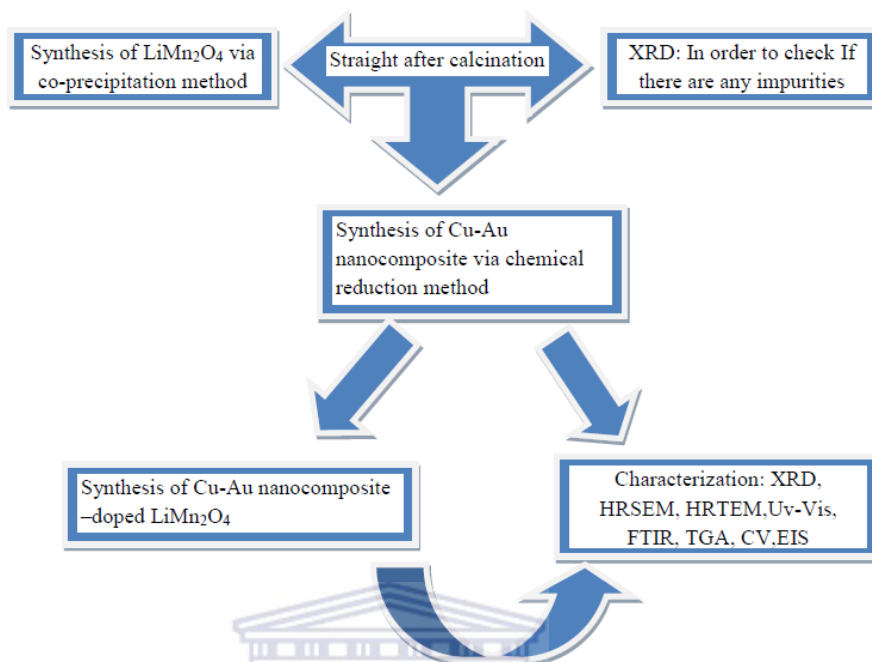 Synthesis of LiMn₂O₄ via
co-precipitation method
Straight after calcination
XRD: In order to check If
there are any impurities
Synthesis of Cu-Au
nanocomposite via chemical
reduction method
Synthesis of Cu-Au nanocomposite
–doped LiMn₂O₄
Characterization: XRD,
HRSEM, HRTEM,Uv-Vis,
FTIR, TGA, CV,EIS